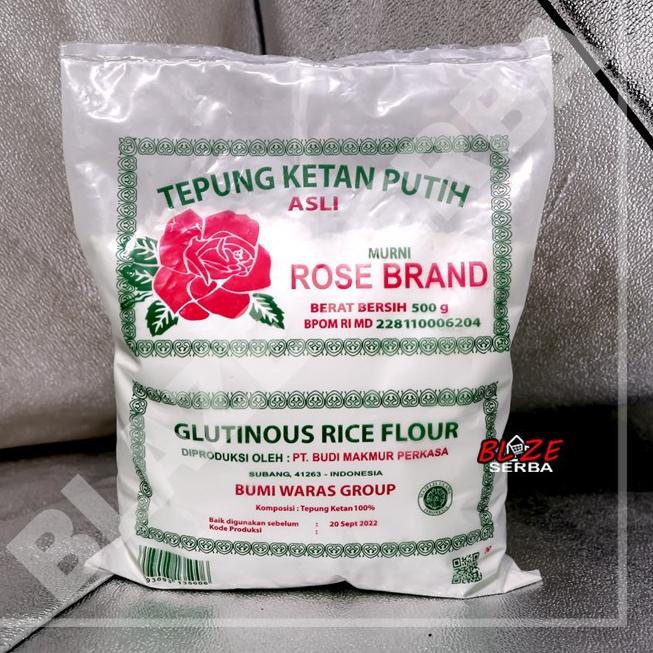 TEPUNG KETAN PUTIH
ASLI
MURNI
ROSE BRAND
BERAT BERSIH 500 g
BPOM RI MD 228110006204
GLUTINOUS RICE FLOUR
DIPRODUKSI OLEH : PT. BUDI MAKMUR PERKASA
SUBANG, 41263 - INDONESIA
BUMI WARAS GROUP
Komposisi : Tepung Ketan 100%
Baik digunakan sebelum : 20 Sept 2022
Kode Produksi :
BLAZE
SERBA
BLAZE SERBA